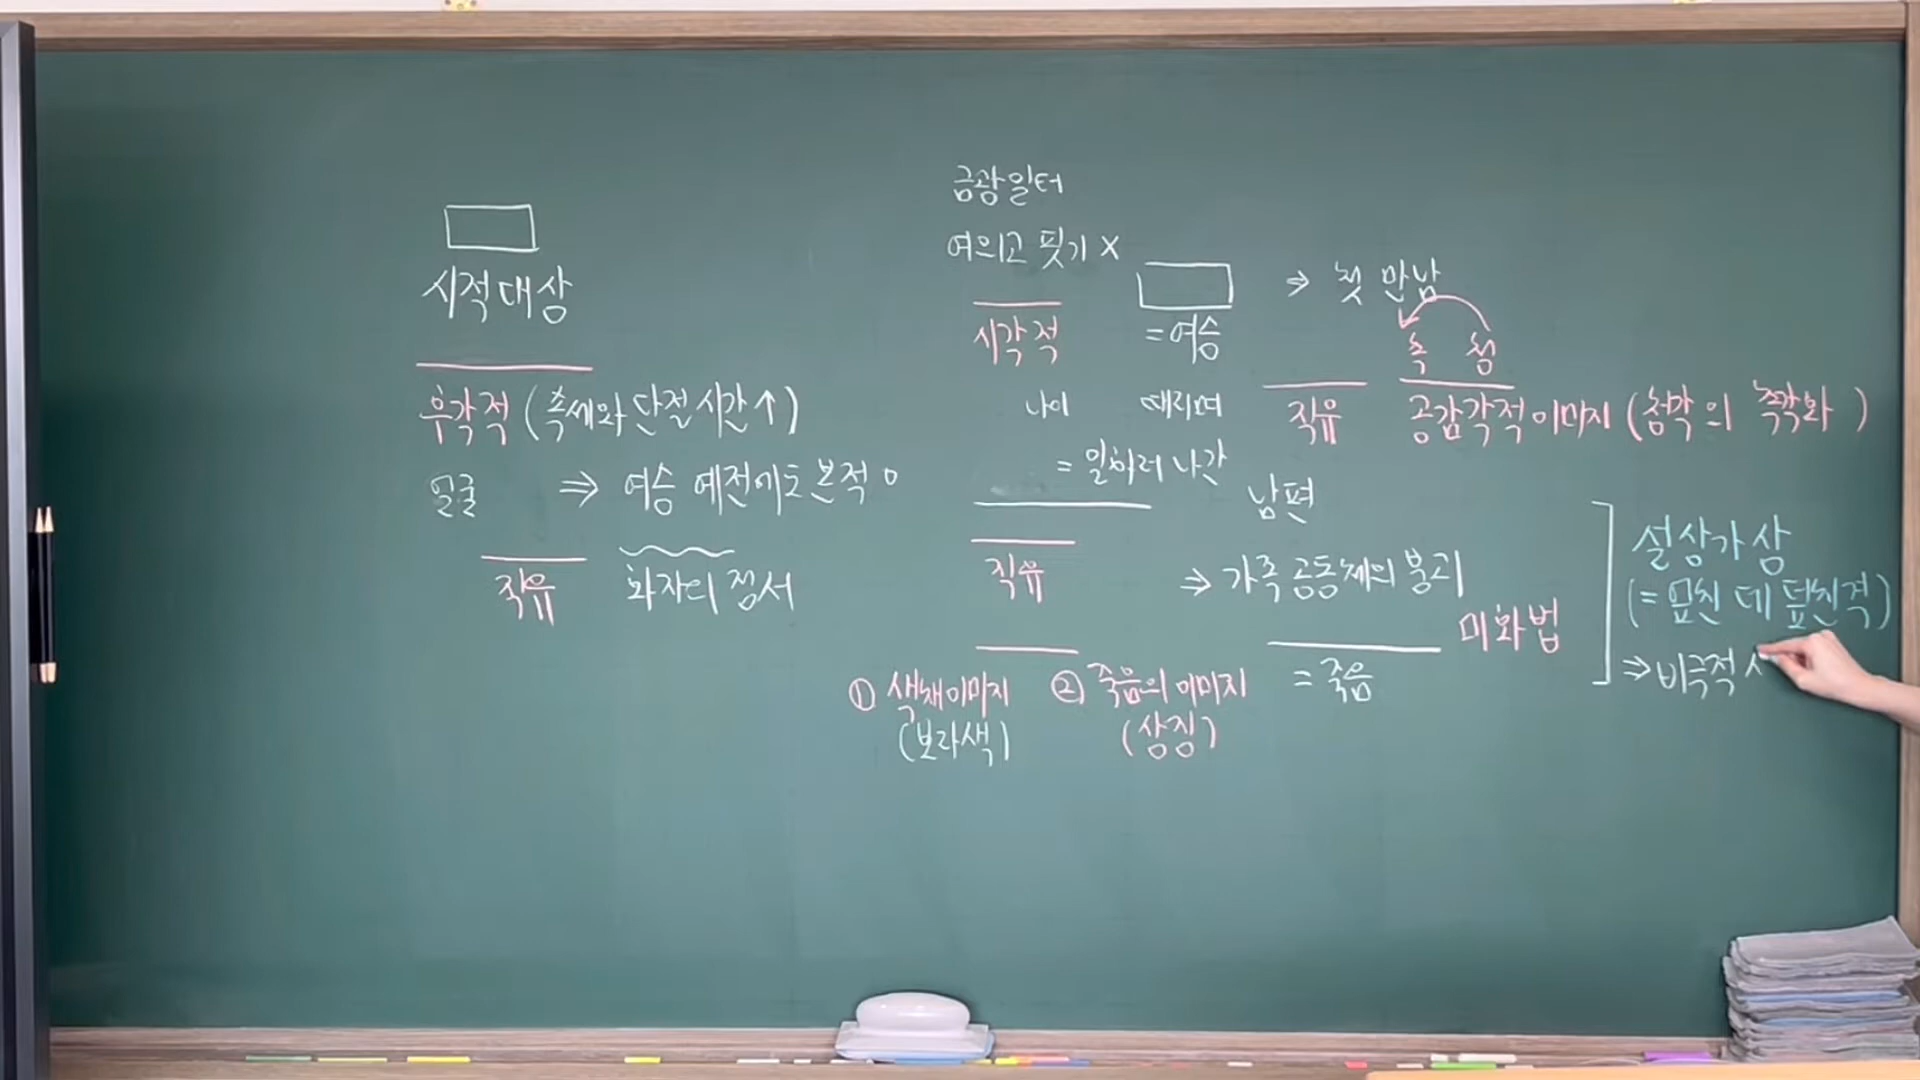 시적대상
후각적 (속세와 단절 시간↑)
얼굴 ⇒ 여승 예전에도 본적 o
직유 화자의 정서
금광일터
여의고 핏기 X
시각적 =여승 ⇒ 첫 만남
촉 청
나이 때리며 직유 공감각적이미지 (청각의 촉각화)
= 일하러 나간
남편
직유 ⇒ 가족 공동체의 붕괴
미화법
① 색채이미지 ② 죽음의 이미지 = 죽음
(보라색) (상징)
설상가상
(= 엎친 데 덮친격)
⇒ 비극적